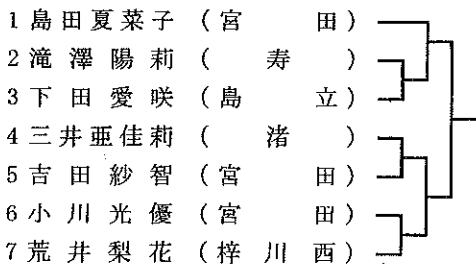 1 島田夏菜子 (宮田)
2 滝澤陽莉 (寿)
3 下田愛咲 (島立)
4 三井亜佳莉 (渚)
5 吉田紗智 (宮田)
6 小川光優 (宮田)
7 荒井梨花 (梓川西)